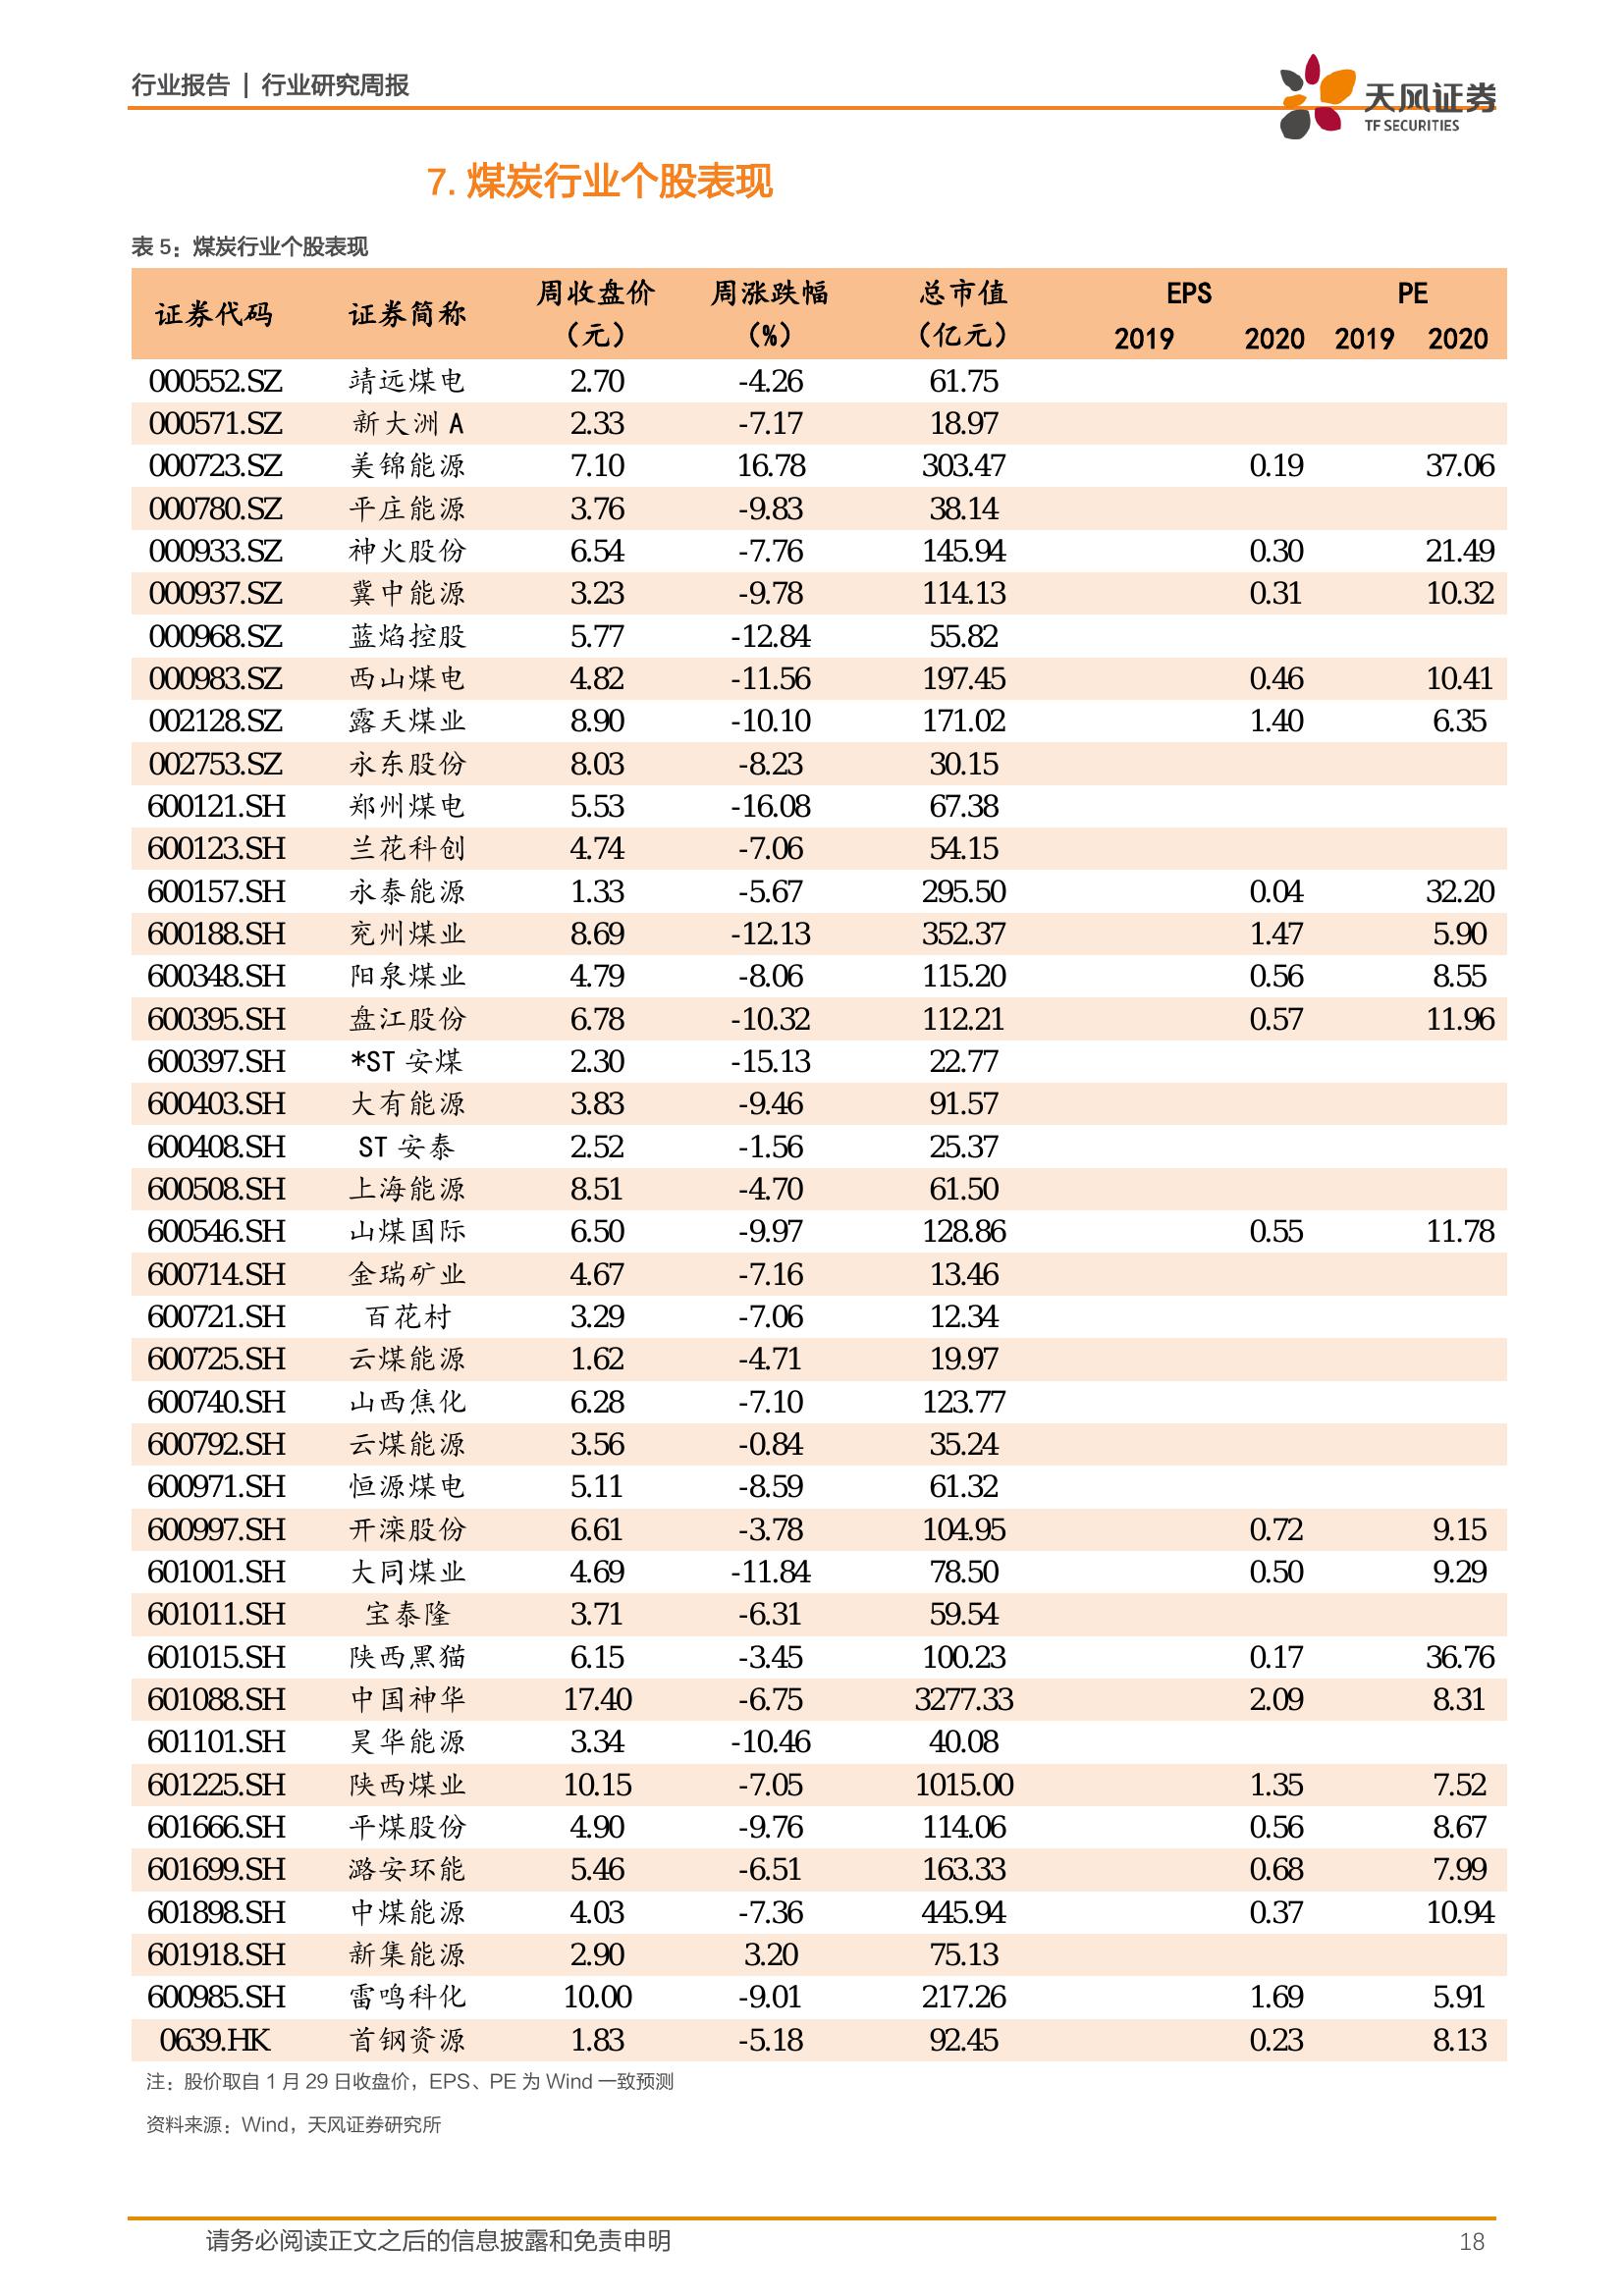 行业报告 | 行业研究周报
天风证券
TF SECURITIES
7. 煤炭行业个股表现
表 5：煤炭行业个股表现
证券代码 证券简称 周收盘价（元） 周涨跌幅（%） 总市值（亿元） EPS PE
2019 2020 2019 2020
000552.SZ 靖远煤电 2.70 -4.26 61.75
000571.SZ 新大洲 A 2.33 -7.17 18.97
000723.SZ 美锦能源 7.10 16.78 303.47 0.19 37.06
000780.SZ 平庄能源 3.76 -9.83 38.14
000933.SZ 神火股份 6.54 -7.76 145.94 0.30 21.49
000937.SZ 冀中能源 3.23 -9.78 114.13 0.31 10.32
000968.SZ 蓝焰控股 5.77 -12.84 55.82
000983.SZ 西山煤电 4.82 -11.56 197.45 0.46 10.41
002128.SZ 露天煤业 8.90 -10.10 171.02 1.40 6.35
002753.SZ 永东股份 8.03 -8.23 30.15
600121.SH 郑州煤电 5.53 -16.08 67.38
600123.SH 兰花科创 4.74 -7.06 54.15
600157.SH 永泰能源 1.33 -5.67 295.50 0.04 32.20
600188.SH 兖州煤业 8.69 -12.13 352.37 1.47 5.90
600348.SH 阳泉煤业 4.79 -8.06 115.20 0.56 8.55
600395.SH 盘江股份 6.78 -10.32 112.21 0.57 11.96
600397.SH *ST 安煤 2.30 -15.13 22.77
600403.SH 大有能源 3.83 -9.46 91.57
600408.SH ST 安泰 2.52 -1.56 25.37
600508.SH 上海能源 8.51 -4.70 61.50
600546.SH 山煤国际 6.50 -9.97 128.86 0.55 11.78
600714.SH 金瑞矿业 4.67 -7.16 13.46
600721.SH 百花村 3.29 -7.06 12.34
600725.SH 云煤能源 1.62 -4.71 19.97
600740.SH 山西焦化 6.28 -7.10 123.77
600792.SH 云煤能源 3.56 -0.84 35.24
600971.SH 恒源煤电 5.11 -8.59 61.32
600997.SH 开滦股份 6.61 -3.78 104.95 0.72 9.15
601001.SH 大同煤业 4.69 -11.84 78.50 0.50 9.29
601011.SH 宝泰隆 3.71 -6.31 59.54
601015.SH 陕西黑猫 6.15 -3.45 100.23 0.17 36.76
601088.SH 中国神华 17.40 -6.75 3277.33 2.09 8.31
601101.SH 昊华能源 3.34 -10.46 40.08
601225.SH 陕西煤业 10.15 -7.05 1015.00 1.35 7.52
601666.SH 平煤股份 4.90 -9.76 114.06 0.56 8.67
601699.SH 潞安环能 5.46 -6.51 163.33 0.68 7.99
601898.SH 中煤能源 4.03 -7.36 445.94 0.37 10.94
601918.SH 新集能源 2.90 3.20 75.13
600985.SH 雷鸣科化 10.00 -9.01 217.26 1.69 5.91
0639.HK 首钢资源 1.83 -5.18 92.45 0.23 8.13
注：股价取自 1 月 29 日收盘价，EPS、PE 为 Wind 一致预测
资料来源：Wind，天风证券研究所
请务必阅读正文之后的信息披露和免责申明 18